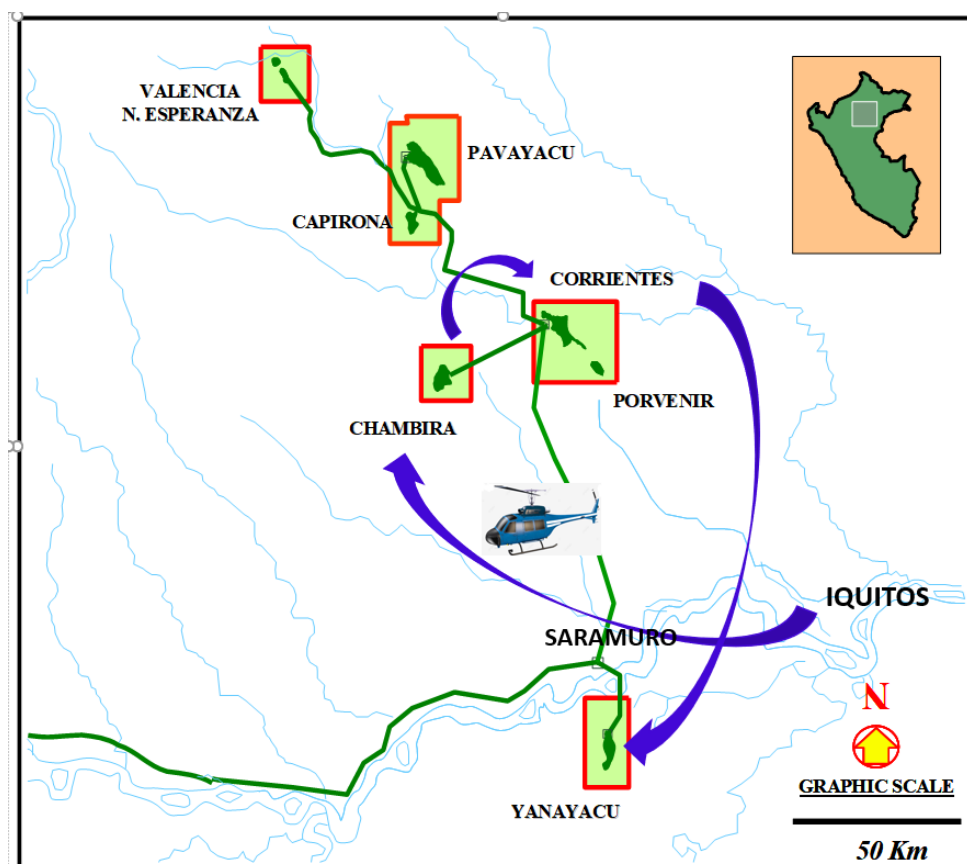 VALENCIA
N. ESPERANZA
PAVAYACU
CAPIRONA
CORRIENTES
PORVENIR
CHAMBIRA
IQUITOS
SARAMURO
N
GRAPHIC SCALE
YANAYACU
50 Km